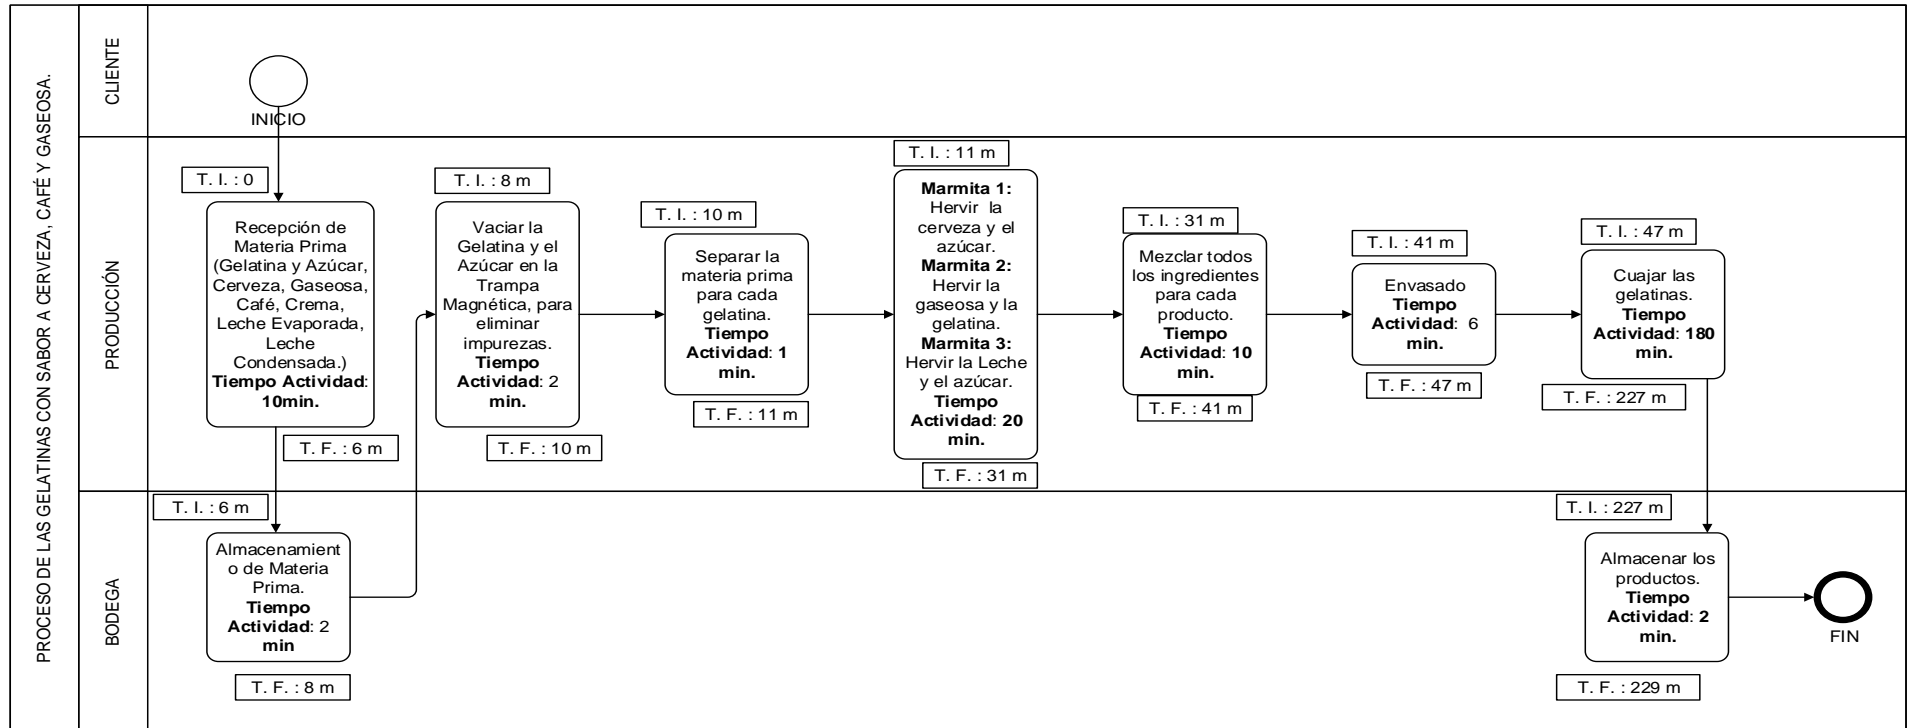 PROCESO DE LAS GELATINAS CON SABOR A CERVEZA, CAFÉ Y GASEOSA.
CLIENTE
INICIO
PRODUCCIÓN
T. I. : 0
Recepción de
Materia Prima
(Gelatina y Azúcar,
Cerveza, Gaseosa,
Café, Crema,
Leche Evaporada,
Leche
Condensada.)
Tiempo Actividad:
10min.
T. F. : 6 m
T. I. : 8 m
Vaciar la
Gelatina y el
Azúcar en la
Trampa
Magnética, para
eliminar
impurezas.
Tiempo
Actividad: 2
min.
T. F. : 10 m
T. I. : 10 m
Separar la
materia prima
para cada
gelatina.
Tiempo
Actividad: 1
min.
T. F. : 11 m
T. I. : 11 m
Marmita 1:
Hervir la
cerveza y el
azúcar.
Marmita 2:
Hervir la
gaseosa y la
gelatina.
Marmita 3:
Hervir la Leche
y el azúcar.
Tiempo
Actividad: 20
min.
T. F. : 31 m
T. I. : 31 m
Mezclar todos
los ingredientes
para cada
producto.
Tiempo
Actividad: 10
min.
T. F. : 41 m
T. I. : 41 m
Envasado
Tiempo
Actividad: 6
min.
T. F. : 47 m
T. I. : 47 m
Cuajar las
gelatinas.
Tiempo
Actividad: 180
min.
T. F. : 227 m
BODEGA
T. I. : 6 m
Almacenamient
o de Materia
Prima.
Tiempo
Actividad: 2
min
T. F. : 8 m
T. I. : 227 m
Almacenar los
productos.
Tiempo
Actividad: 2
min.
T. F. : 229 m
FIN